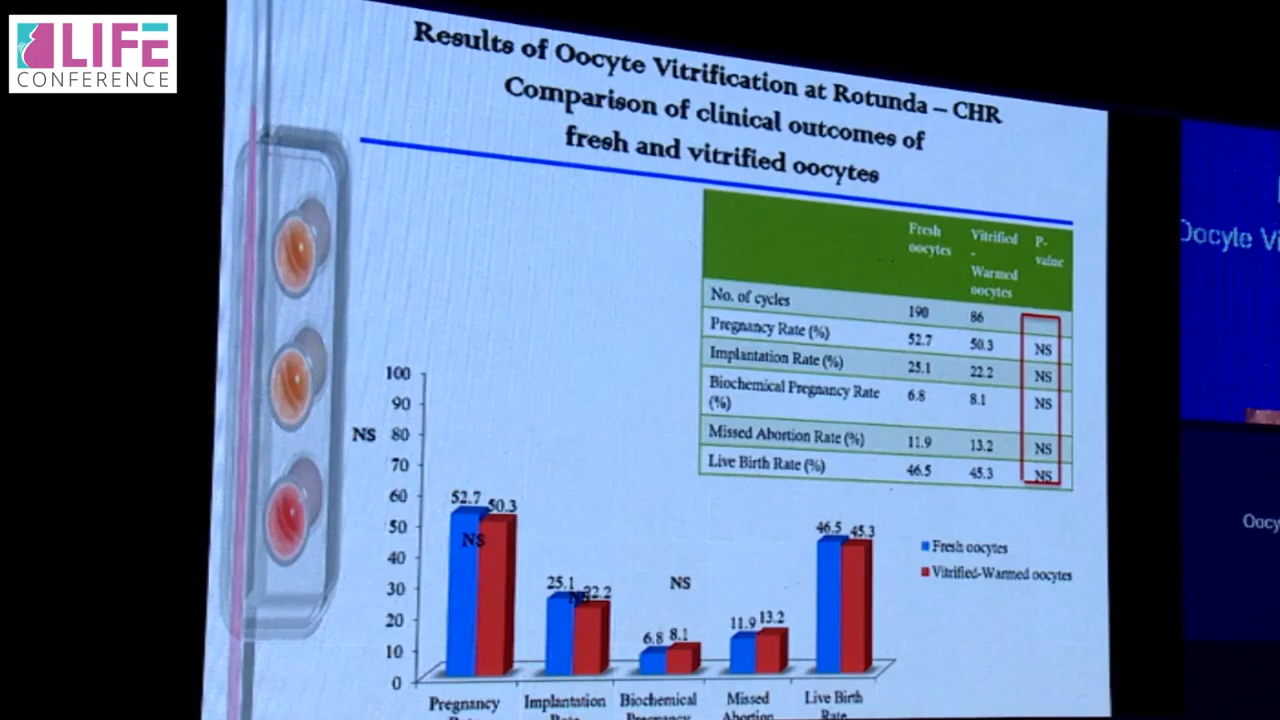 LIFE
CONFERENCE
Results of Oocyte Vitrification at Rotunda – CHR
Comparison of clinical outcomes of
fresh and vitrified oocytes
Fresh oocytes
Vitrified - Warmed oocytes
P-value
No. of cycles 190 86
Pregnancy Rate (%) 52.7 50.3 NS
Implantation Rate (%) 25.1 22.2 NS
Biochemical Pregnancy Rate (%) 6.8 8.1 NS
Missed Abortion Rate (%) 11.9 13.2 NS
Live Birth Rate (%) 46.5 45.3 NS
100
90
NS 80
70
60
50
40
30
20
10
0
52.7 50.3
NS
25.1 22.2
NS
NS
6.8 8.1
11.9 13.2
46.5 45.3
Fresh oocytes
Vitrified-Warmed oocytes
Pregnancy Rate
Implantation Rate
Biochemical Pregnancy
Missed Abortion
Live Birth Rate
Oocyte Vi
Oocy